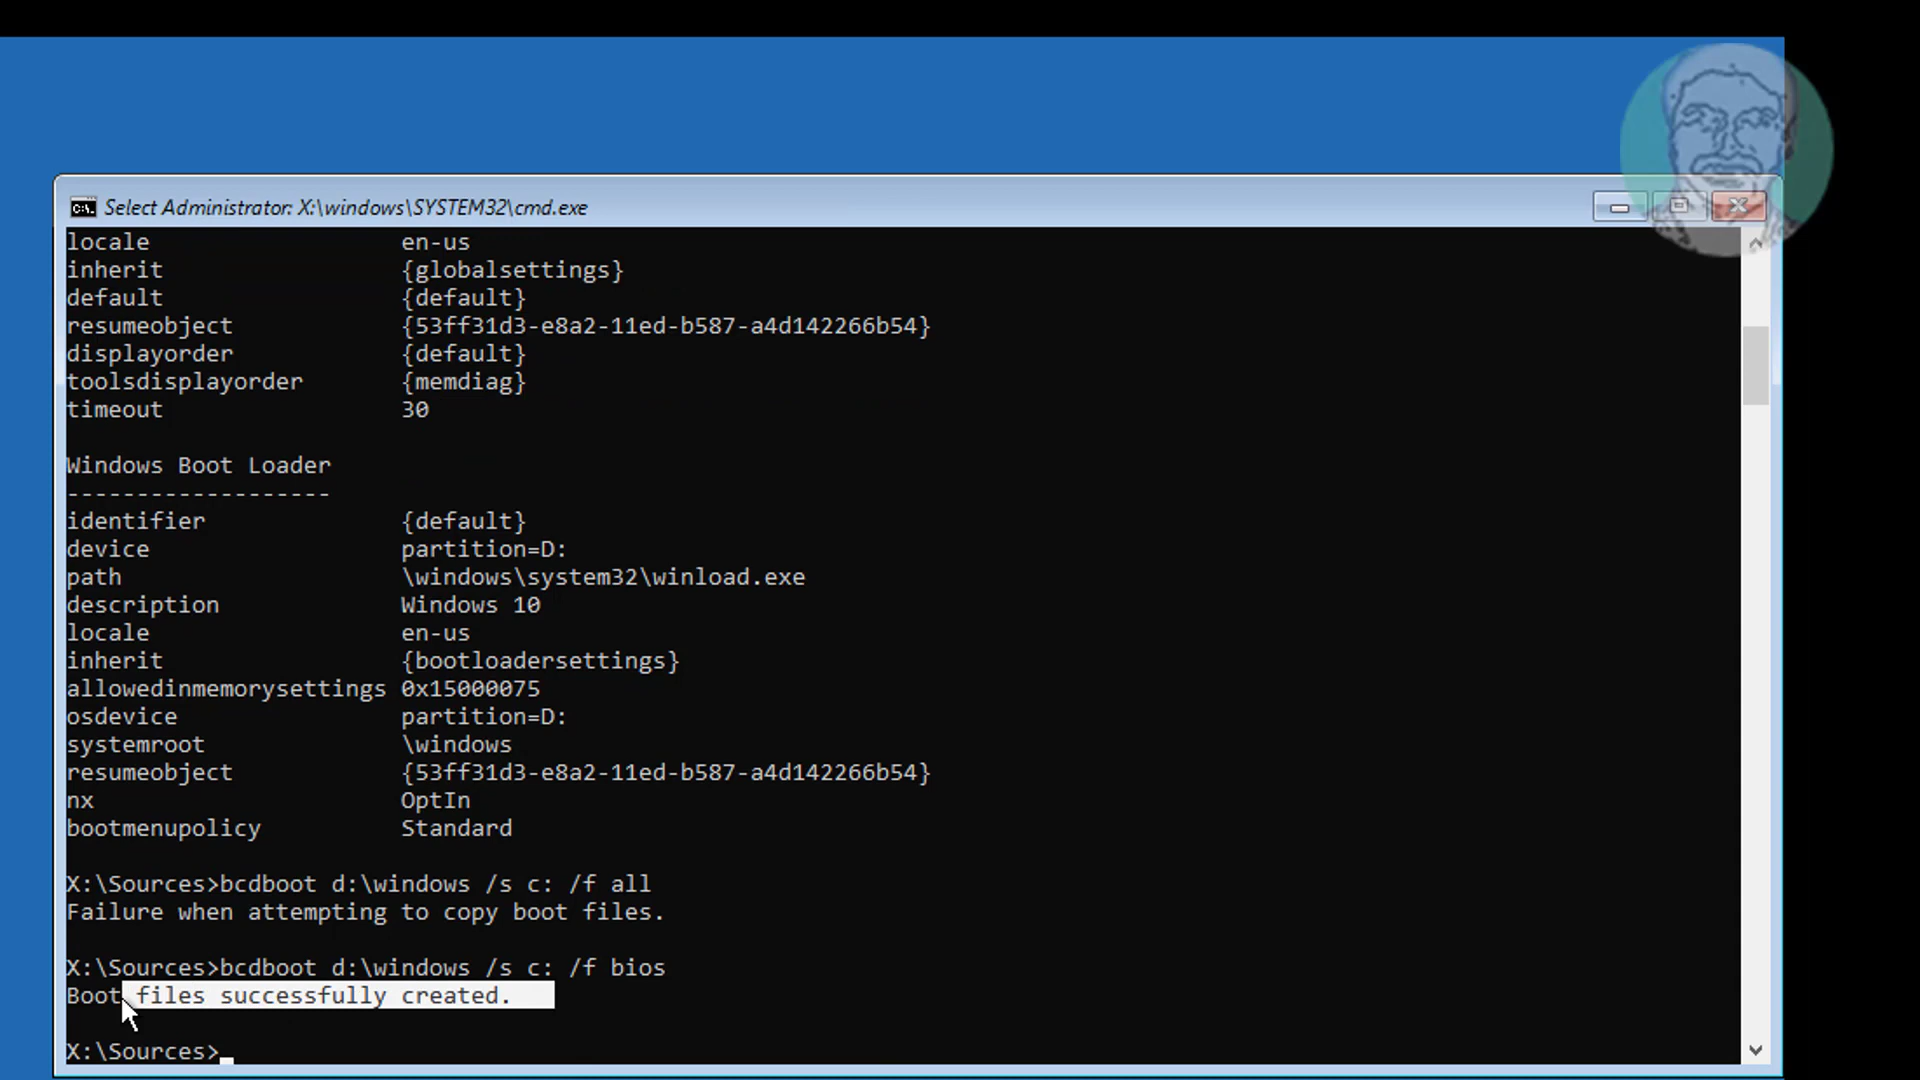 Select Administrator: X:\windows\SYSTEM32\cmd.exe
locale en-us
inherit {globalsettings}
default {default}
resumeobject {53ff31d3-e8a2-11ed-b587-a4d142266b54}
displayorder {default}
toolsdisplayorder {memdiag}
timeout 30
Windows Boot Loader
-------------------
identifier {default}
device partition=D:
path \windows\system32\winload.exe
description Windows 10
locale en-us
inherit {bootloadersettings}
allowedinmemorysettings 0x15000075
osdevice partition=D:
systemroot \windows
resumeobject {53ff31d3-e8a2-11ed-b587-a4d142266b54}
nx OptIn
bootmenupolicy Standard
X:\Sources>bcdboot d:\windows /s c: /f all
Failure when attempting to copy boot files.
X:\Sources>bcdboot d:\windows /s c: /f bios
Boot files successfully created.
X:\Sources>